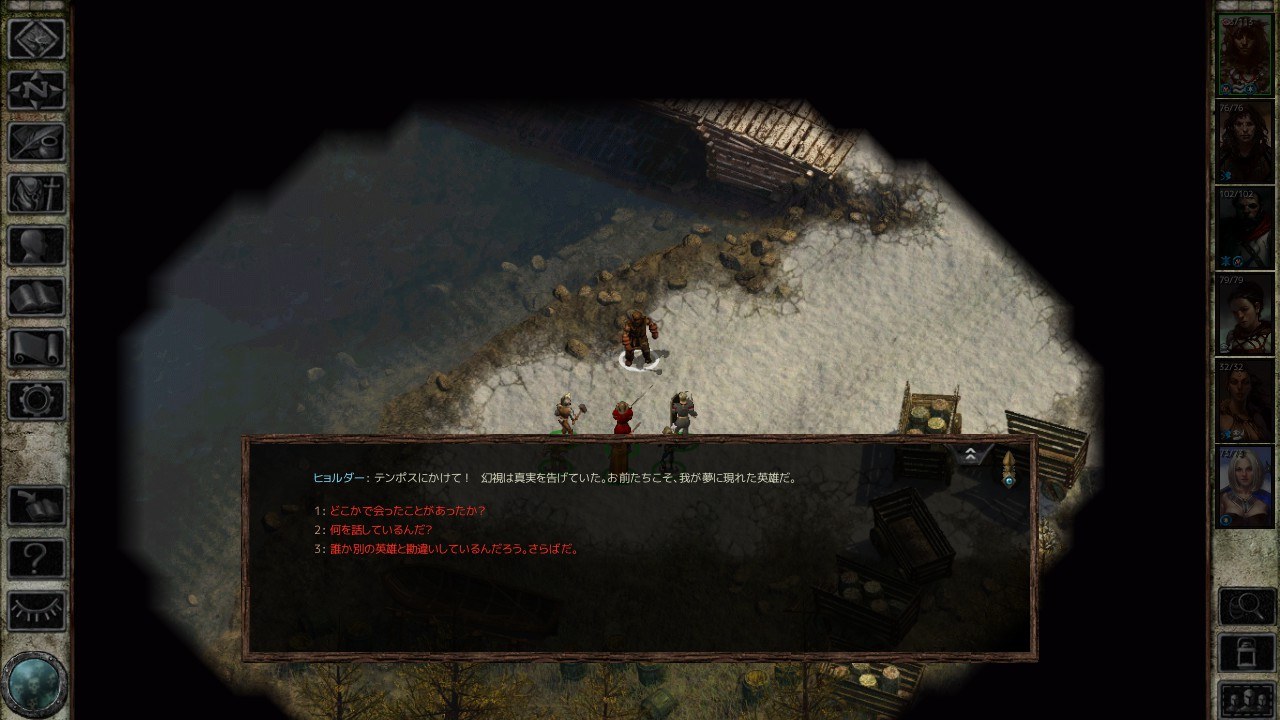 83/115
76/76
102/102
79/79
32/32
73/73
ヒョルダー: テンポスにかけて！ 幻視は真実を告げていた。お前たちこそ、我が夢に現れた英雄だ。
1: どこかで会ったことがあったか?
2: 何を話しているんだ?
3: 誰か別の英雄と勘違いしているんだろう。さらばだ。